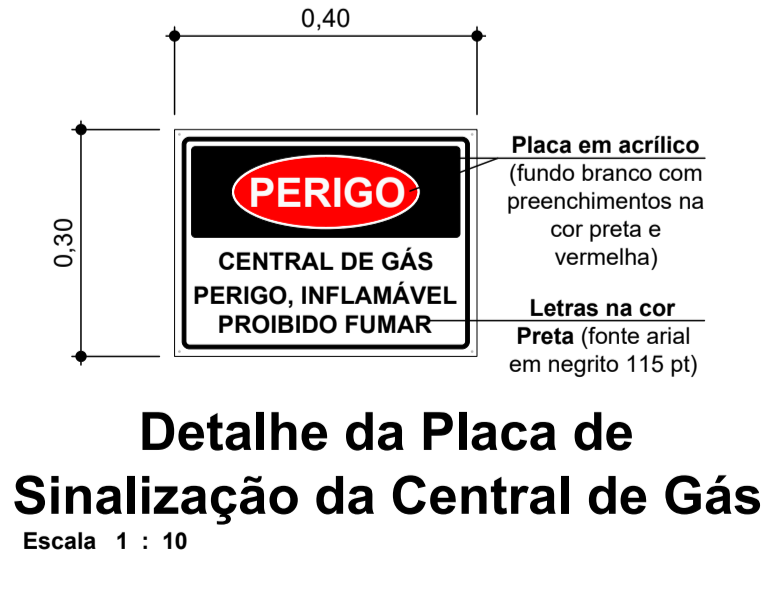 0,40
0,30
PERIGO
CENTRAL DE GÁS
PERIGO, INFLAMÁVEL
PROIBIDO FUMAR
Placa em acrílico
(fundo branco com
preenchimentos na
cor preta e
vermelha)
Letras na cor
Preta (fonte arial
em negrito 115 pt)
Detalhe da Placa de
Sinalização da Central de Gás
Escala 1 : 10